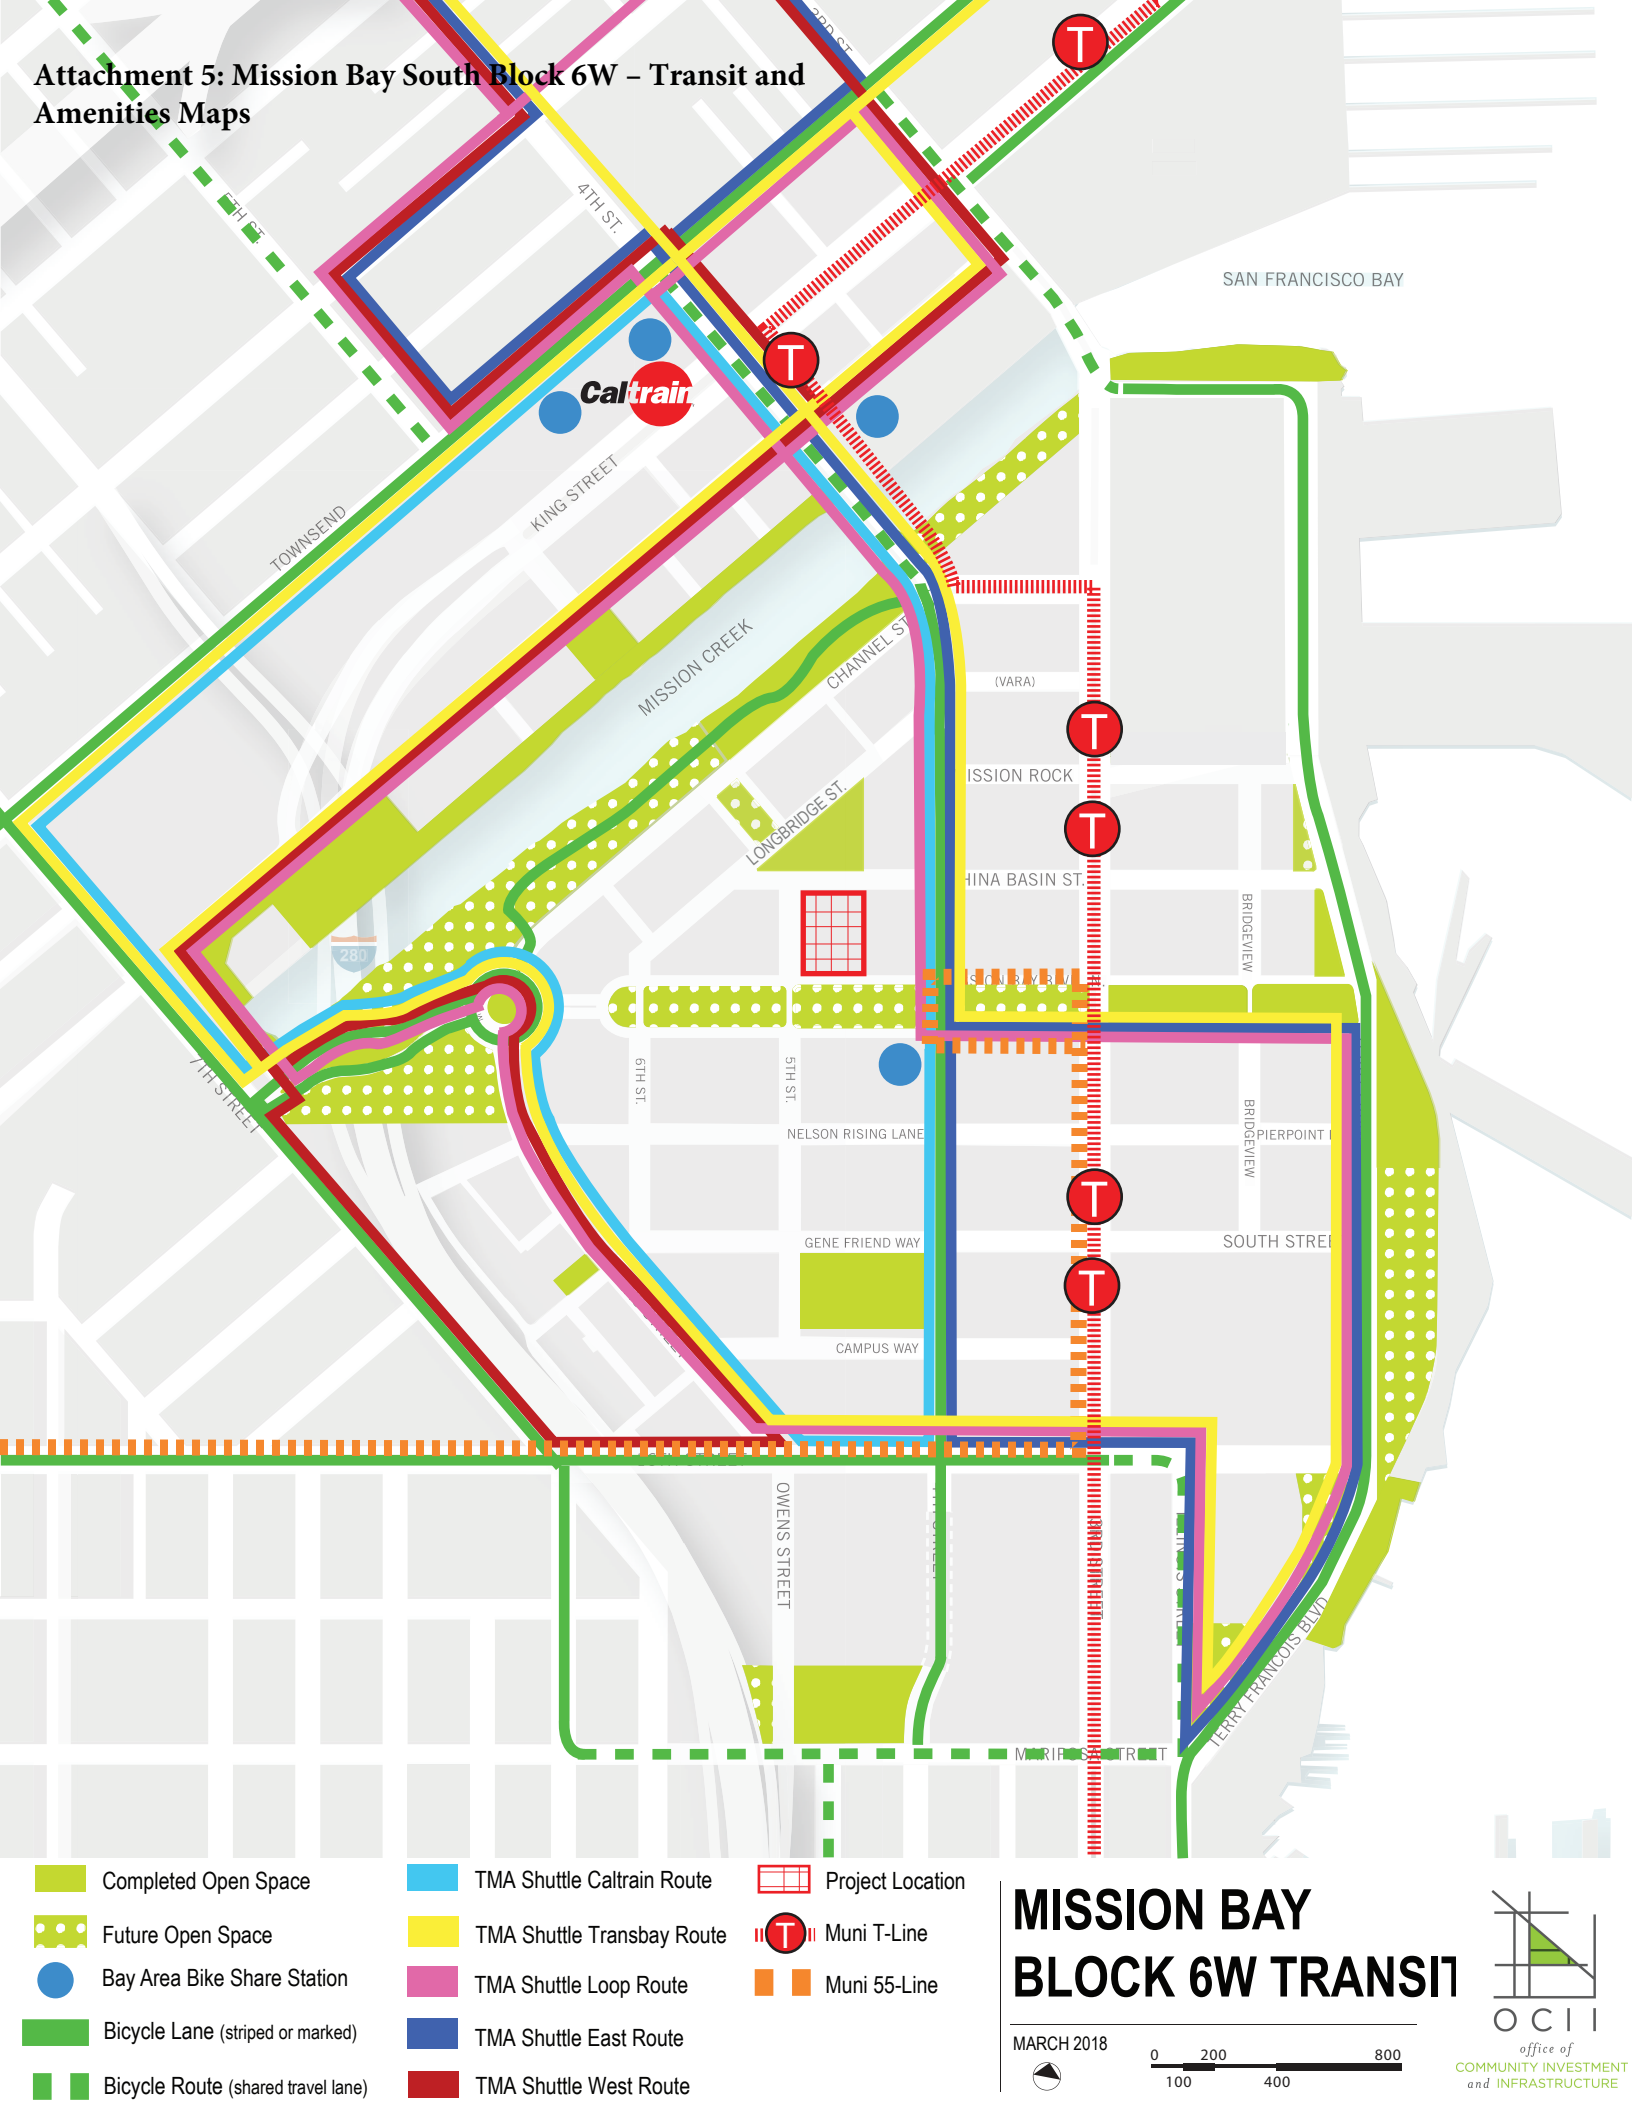 Attachment 5: Mission Bay South Block 6W – Transit and
Amenities Maps
3RD ST.
T
5TH ST.
4TH ST.
SAN FRANCISCO BAY
T
Caltrain
KING STREET
TOWNSEND
MISSION CREEK
CHANNEL ST
(VARA)
T
ISSION ROCK
LONGBRIDGE ST.
T
HINA BASIN ST.
BRIDGEVIEW
280
SION BAY BLV N.
7TH STREET
6TH ST.
5TH ST.
NELSON RISING LANE
BRIDGEVIEW
PIERPOINT
T
GENE FRIEND WAY
SOUTH STREE
T
CAMPUS WAY
OWENS STREET
TERRY FRANCOIS BLVD
MARIPOSA STREET
Completed Open Space
Future Open Space
Bay Area Bike Share Station
Bicycle Lane (striped or marked)
Bicycle Route (shared travel lane)
TMA Shuttle Caltrain Route
TMA Shuttle Transbay Route
TMA Shuttle Loop Route
TMA Shuttle East Route
TMA Shuttle West Route
Project Location
T Muni T-Line
Muni 55-Line
MISSION BAY
BLOCK 6W TRANSIT
MARCH 2018
0 200 800
100 400
OCII
office of
COMMUNITY INVESTMENT
and INFRASTRUCTURE